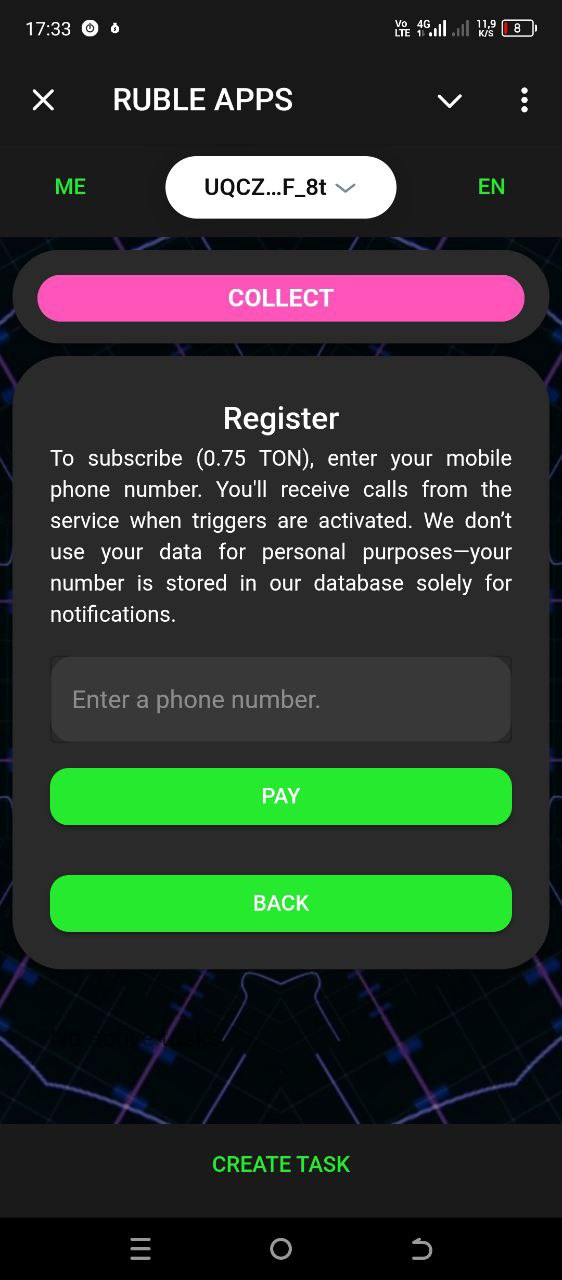 17:33
Vo LTE 4G 11,9 K/S 8
RUBLE APPS
ME
UQCZ...F_8t
EN
COLLECT
Register
To subscribe (0.75 TON), enter your mobile
phone number. You'll receive calls from the
service when triggers are activated. We don't
use your data for personal purposes—your
number is stored in our database solely for
notifications.
Enter a phone number.
PAY
BACK
CREATE TASK